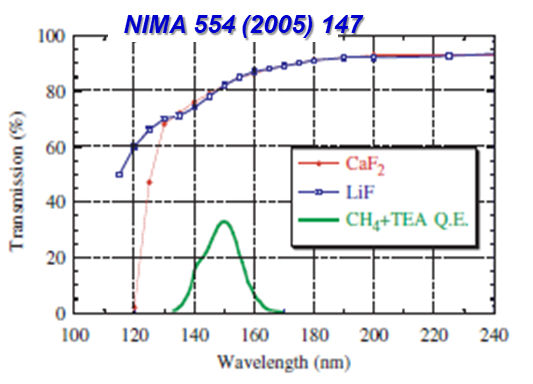 NIMA 554 (2005) 147
100
80
60
40
20
0
Transmission (%)
CaF₂
LiF
CH₄+TEA Q.E.
100 120 140 160 180 200 220 240
Wavelength (nm)